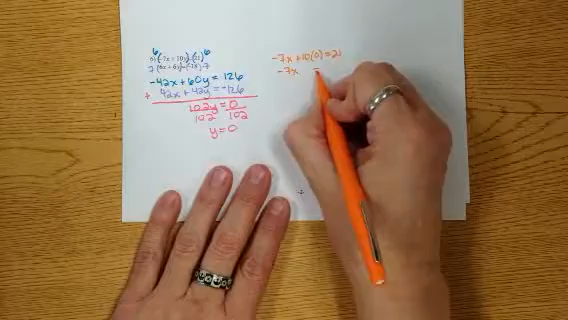 6 (-7x + 10y) = (21) 6
7 (6x + 6y) = (-18) 7
-42x + 60y = 126
+ 42x + 42y = -126
102y = 0
102 102
y = 0
-7x + 10(0) = 21
-7x =